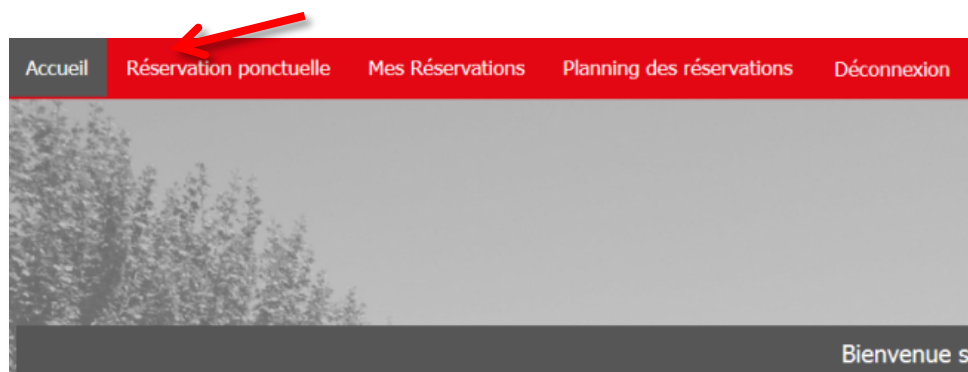 Accueil Réservation ponctuelle Mes Réservations Planning des réservations Déconnexion
Bienvenue s